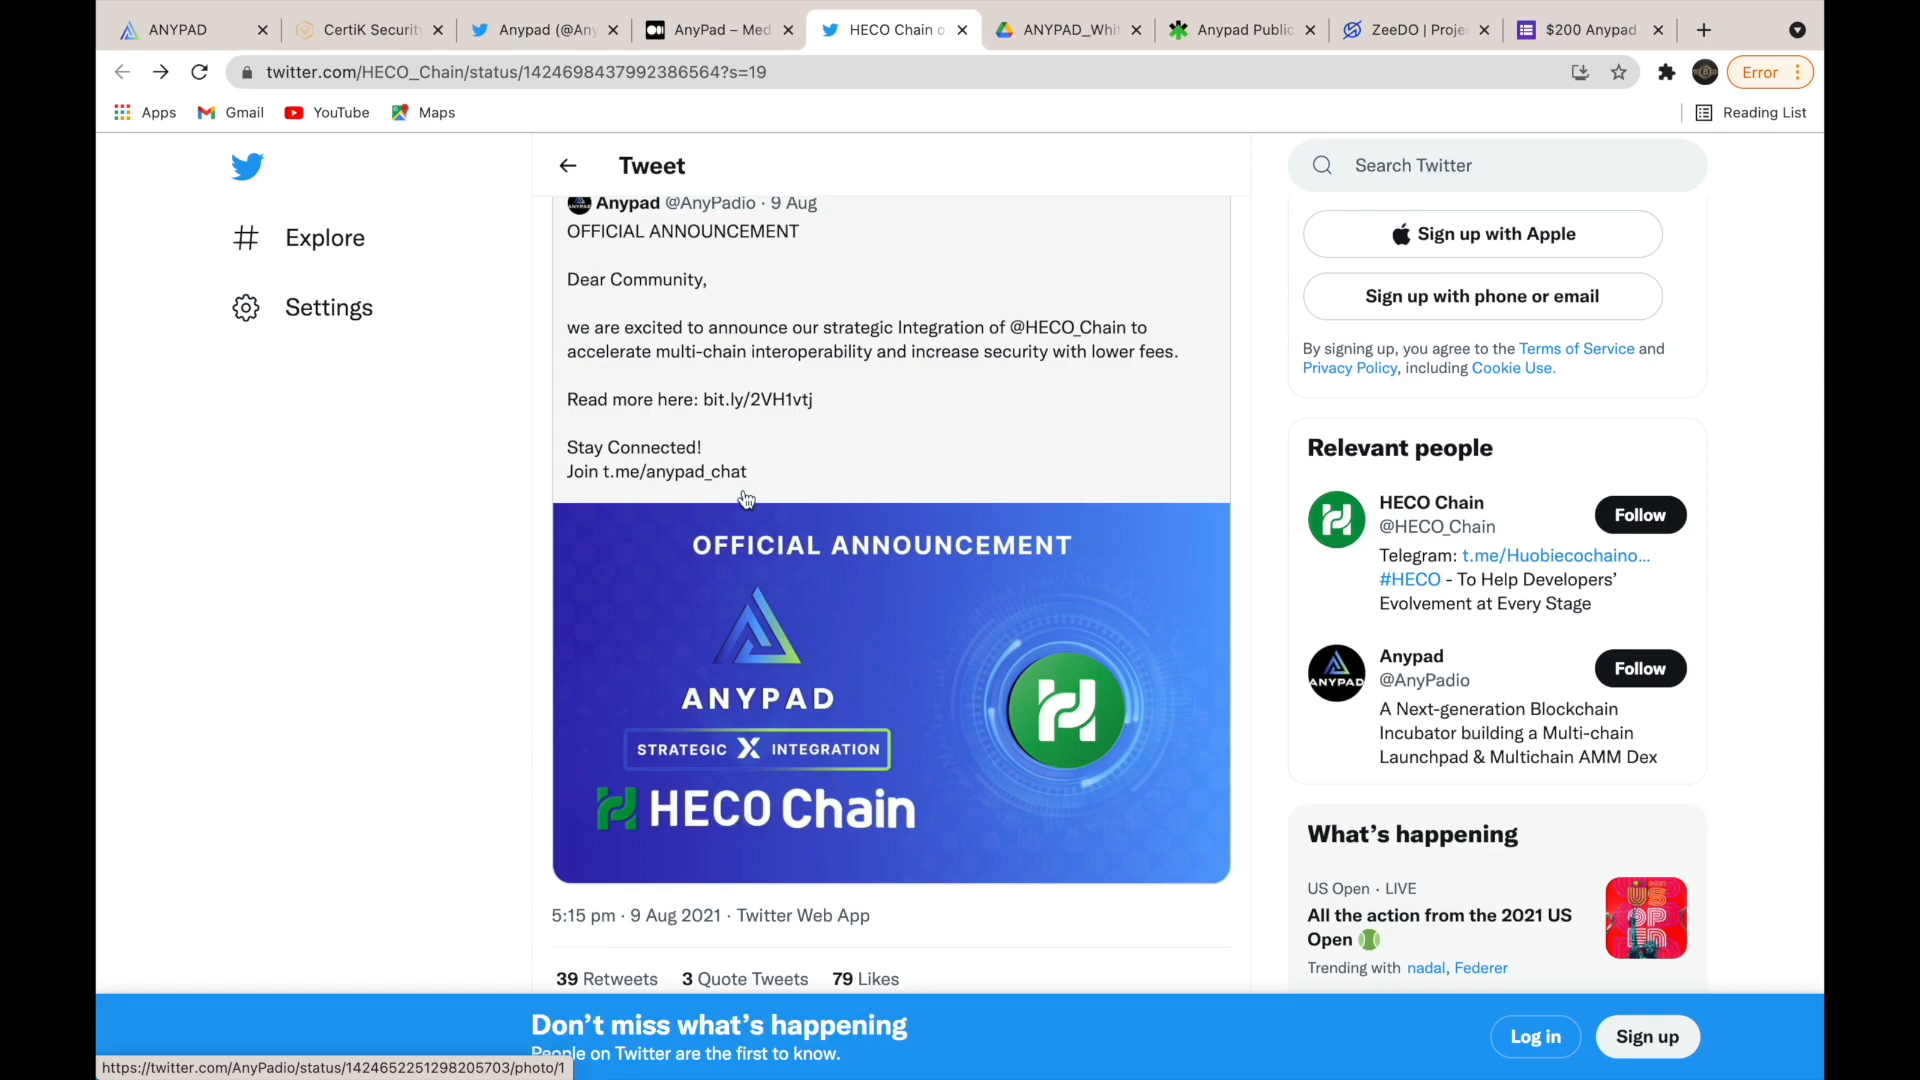 ANYPAD
CertiK Security
Anypad (@Any
AnyPad – Med
HECO Chain o
ANYPAD_Whit
Anypad Public
ZeeDO | Proje
$200 Anypad
twitter.com/HECO_Chain/status/1424698437992386564?s=19
Error
Apps
Gmail
YouTube
Maps
Reading List
Explore
Settings
Tweet
Anypad @AnyPadio · 9 Aug
OFFICIAL ANNOUNCEMENT
Dear Community,
we are excited to announce our strategic Integration of @HECO_Chain to
accelerate multi-chain interoperability and increase security with lower fees.
Read more here: bit.ly/2VH1vtj
Stay Connected!
Join t.me/anypad_chat
OFFICIAL ANNOUNCEMENT
ANYPAD
STRATEGIC X INTEGRATION
HECO Chain
5:15 pm · 9 Aug 2021 · Twitter Web App
39 Retweets 3 Quote Tweets 79 Likes
Search Twitter
Sign up with Apple
Sign up with phone or email
By signing up, you agree to the Terms of Service and
Privacy Policy, including Cookie Use.
Relevant people
HECO Chain
@HECO_Chain
Follow
Telegram: t.me/Huobiecochaino...
#HECO - To Help Developers’
Evolvement at Every Stage
ANYPAD
Anypad
@AnyPadio
Follow
A Next-generation Blockchain
Incubator building a Multi-chain
Launchpad & Multichain AMM Dex
What’s happening
US Open · LIVE
All the action from the 2021 US
Open
Trending with nadal, Federer
US
OP
EN
Don’t miss what’s happening
People on Twitter are the first to know.
Log in
Sign up
https://twitter.com/AnyPadio/status/1424652251298205703/photo/1